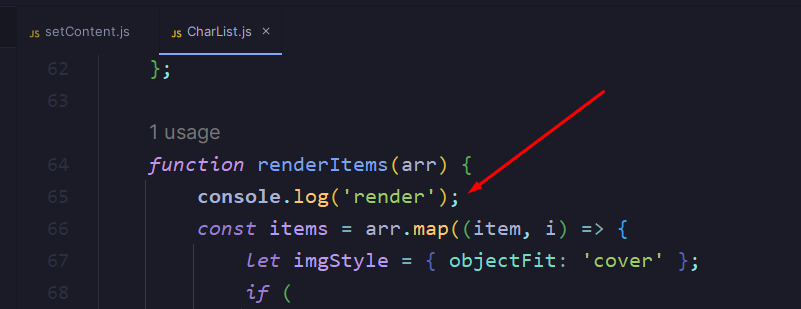 JS setContent.js JS CharList.js ×
62 };
63
1 usage
64 function renderItems(arr) {
65 console.log('render');
66 const items = arr.map((item, i) => {
67 let imgStyle = { objectFit: 'cover' };
68 if (